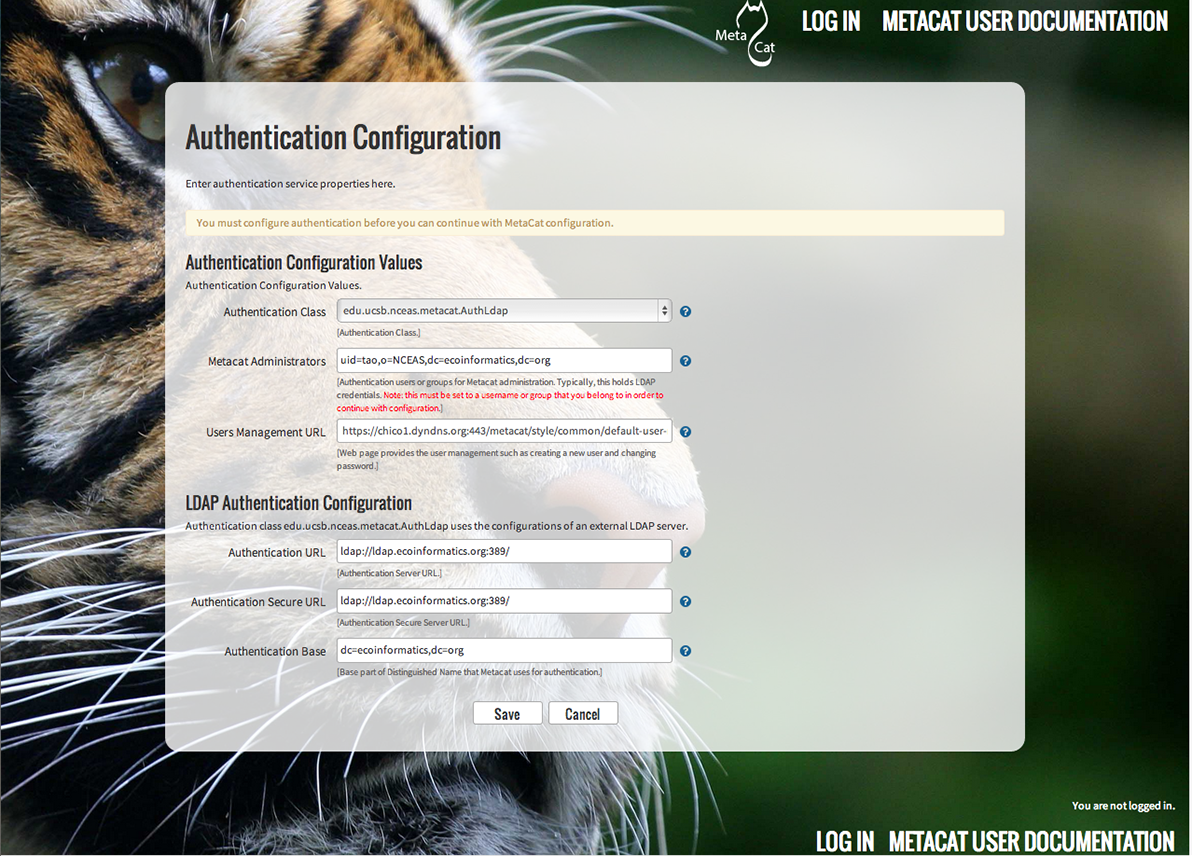 Meta Cat
LOG IN METACAT USER DOCUMENTATION
Authentication Configuration
Enter authentication service properties here.
You must configure authentication before you can continue with MetaCat configuration.
Authentication Configuration Values
Authentication Configuration Values.
Authentication Class edu.ucsb.nceas.metacat.AuthLdap ?
[Authentication Class.]
Metacat Administrators uid=tao,o=NCEAS,dc=ecoinformatics,dc=org ?
[Authentication users or groups for Metacat administration. Typically, this holds LDAP
credentials. Note: this must be set to a username or group that you belong to in order to
continue with configuration.]
Users Management URL https://chico1.dyndns.org:443/metacat/style/common/default-user- ?
[Web page provides the user management such as creating a new user and changing
password.]
LDAP Authentication Configuration
Authentication class edu.ucsb.nceas.metacat.AuthLdap uses the configurations of an external LDAP server.
Authentication URL ldap://ldap.ecoinformatics.org:389/ ?
[Authentication Server URL.]
Authentication Secure URL ldap://ldap.ecoinformatics.org:389/ ?
[Authentication Secure Server URL.]
Authentication Base dc=ecoinformatics,dc=org ?
[Base part of Distinguished Name that Metacat uses for authentication.]
Save Cancel
You are not logged in.
LOG IN METACAT USER DOCUMENTATION